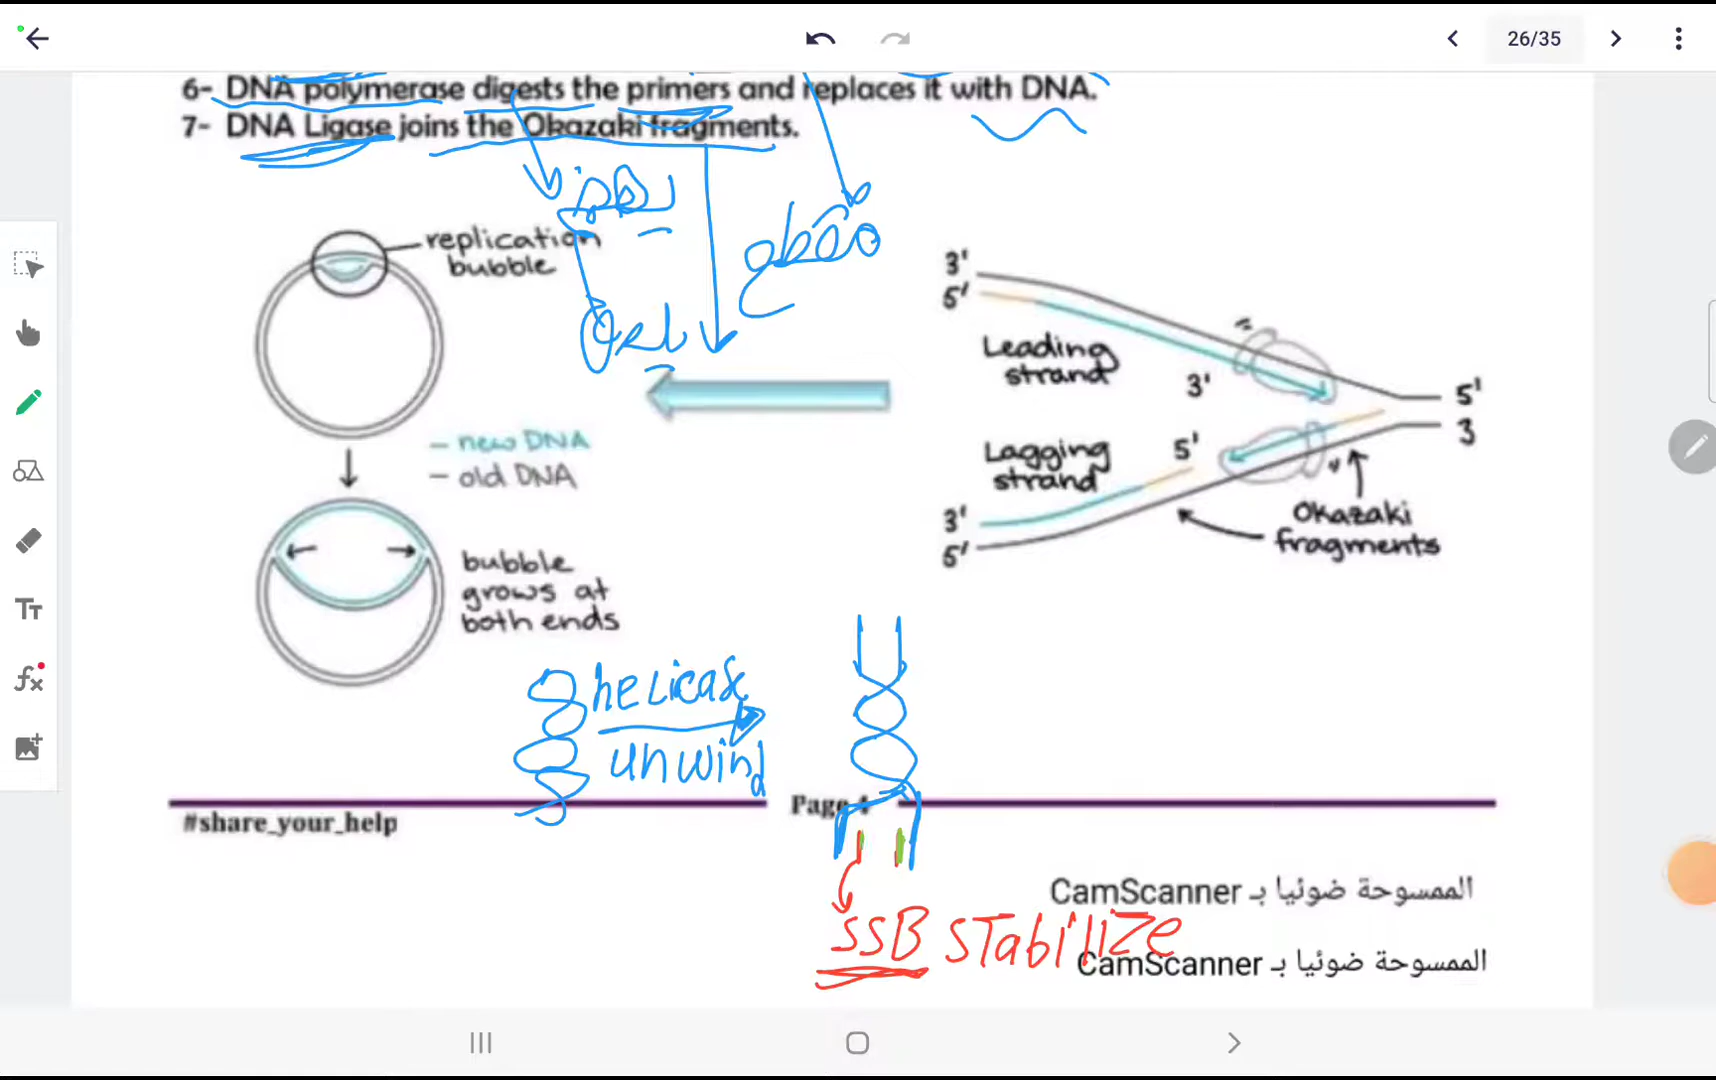 26/35
6- DNA polymerase digests the primers and replaces it with DNA.
7- DNA Ligase joins the Okazaki fragments.
replication
bubble
- new DNA
- old DNA
bubble
grows at
both ends
3'
5'
Leading
strand
3'
5'
3
Lagging
strand
5'
3'
5'
Okazaki
fragments
helicase
unwind
Page 4
#share_your_help
SSB STabiliZe
الممسوحة ضوئيا بـ CamScanner
الممسوحة ضوئيا بـ CamScanner